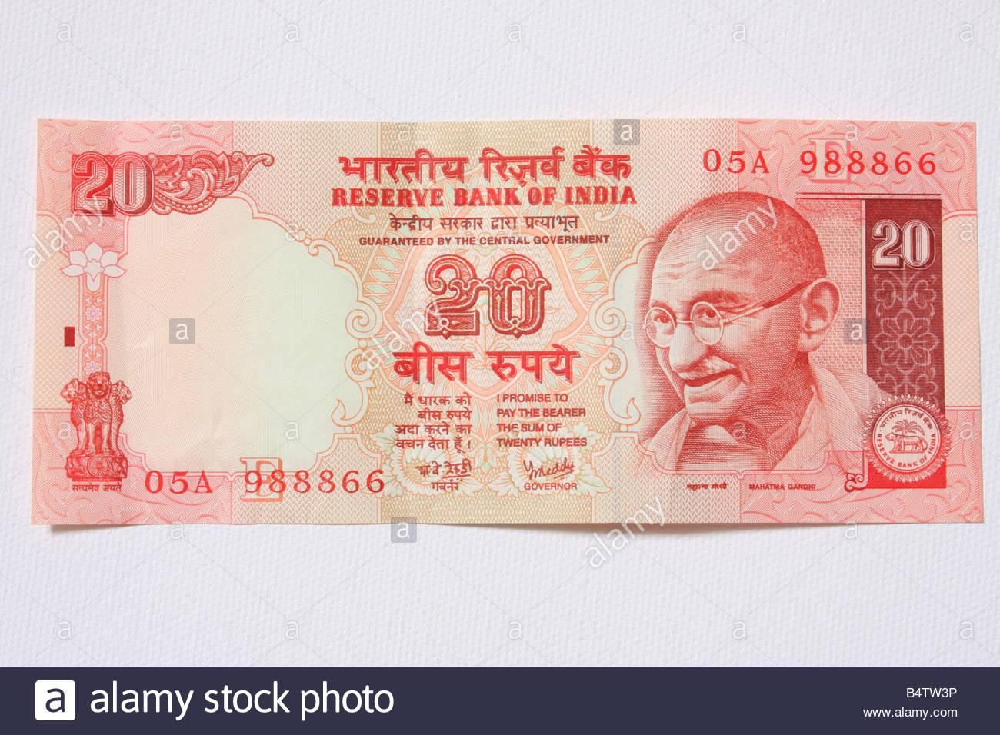 20
भारतीय रिज़र्व बैंक
RESERVE BANK OF INDIA
केन्द्रीय सरकार द्वारा प्रत्याभूत
GUARANTEED BY THE CENTRAL GOVERNMENT
05A 988866
E
20
20
बीस रुपये
मैं धारक को
बीस रुपये
अदा करने का
वचन देता हूँ।
I PROMISE TO
PAY THE BEARER
THE SUM OF
TWENTY RUPEES
गवर्नर
GOVERNOR
सत्यमेव जयते
05A 988866
E
महात्मा गांधी
MAHATMA GANDHI
भारतीय रिज़र्व बैंक
RESERVE BANK OF INDIA
a alamy stock photo
B4TW3P
www.alamy.com